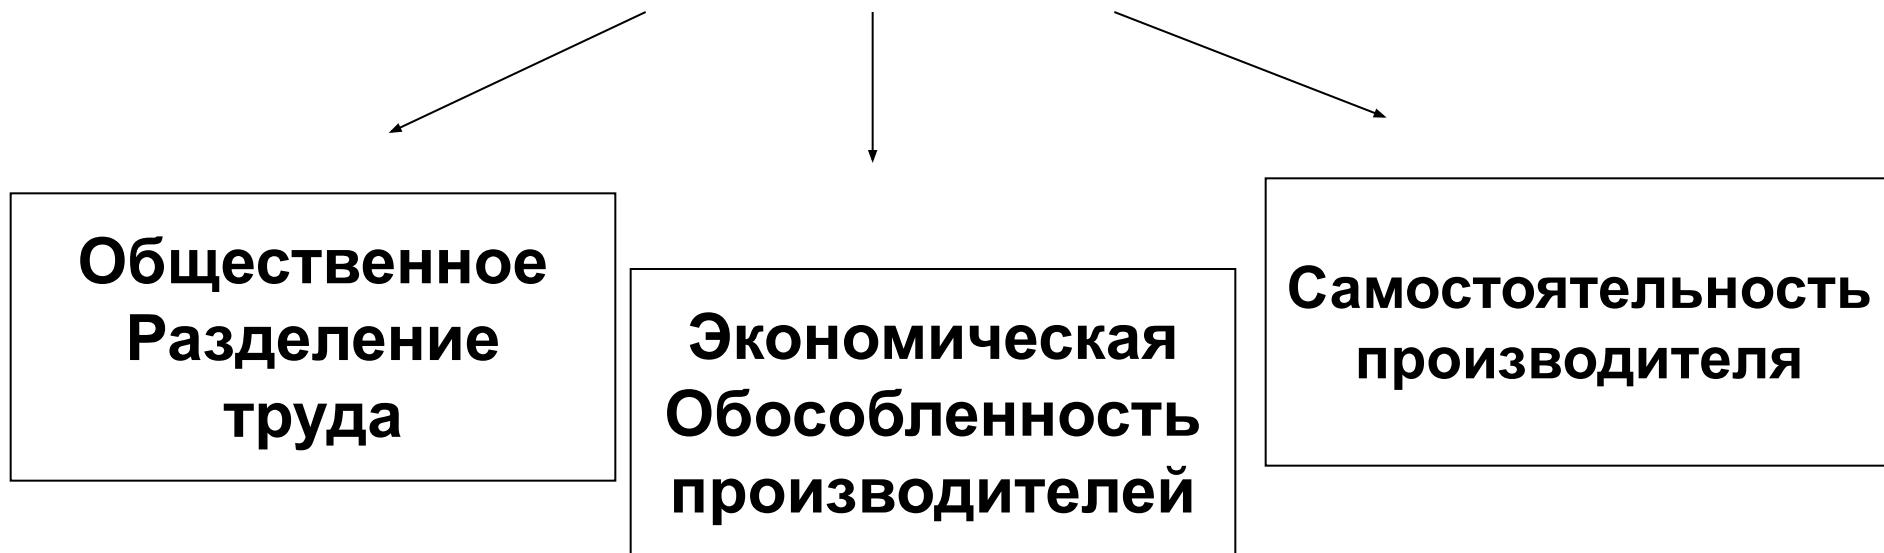 Общественное
Разделение
труда
Экономическая
Обособленность
производителей
Самостоятельность
производителя